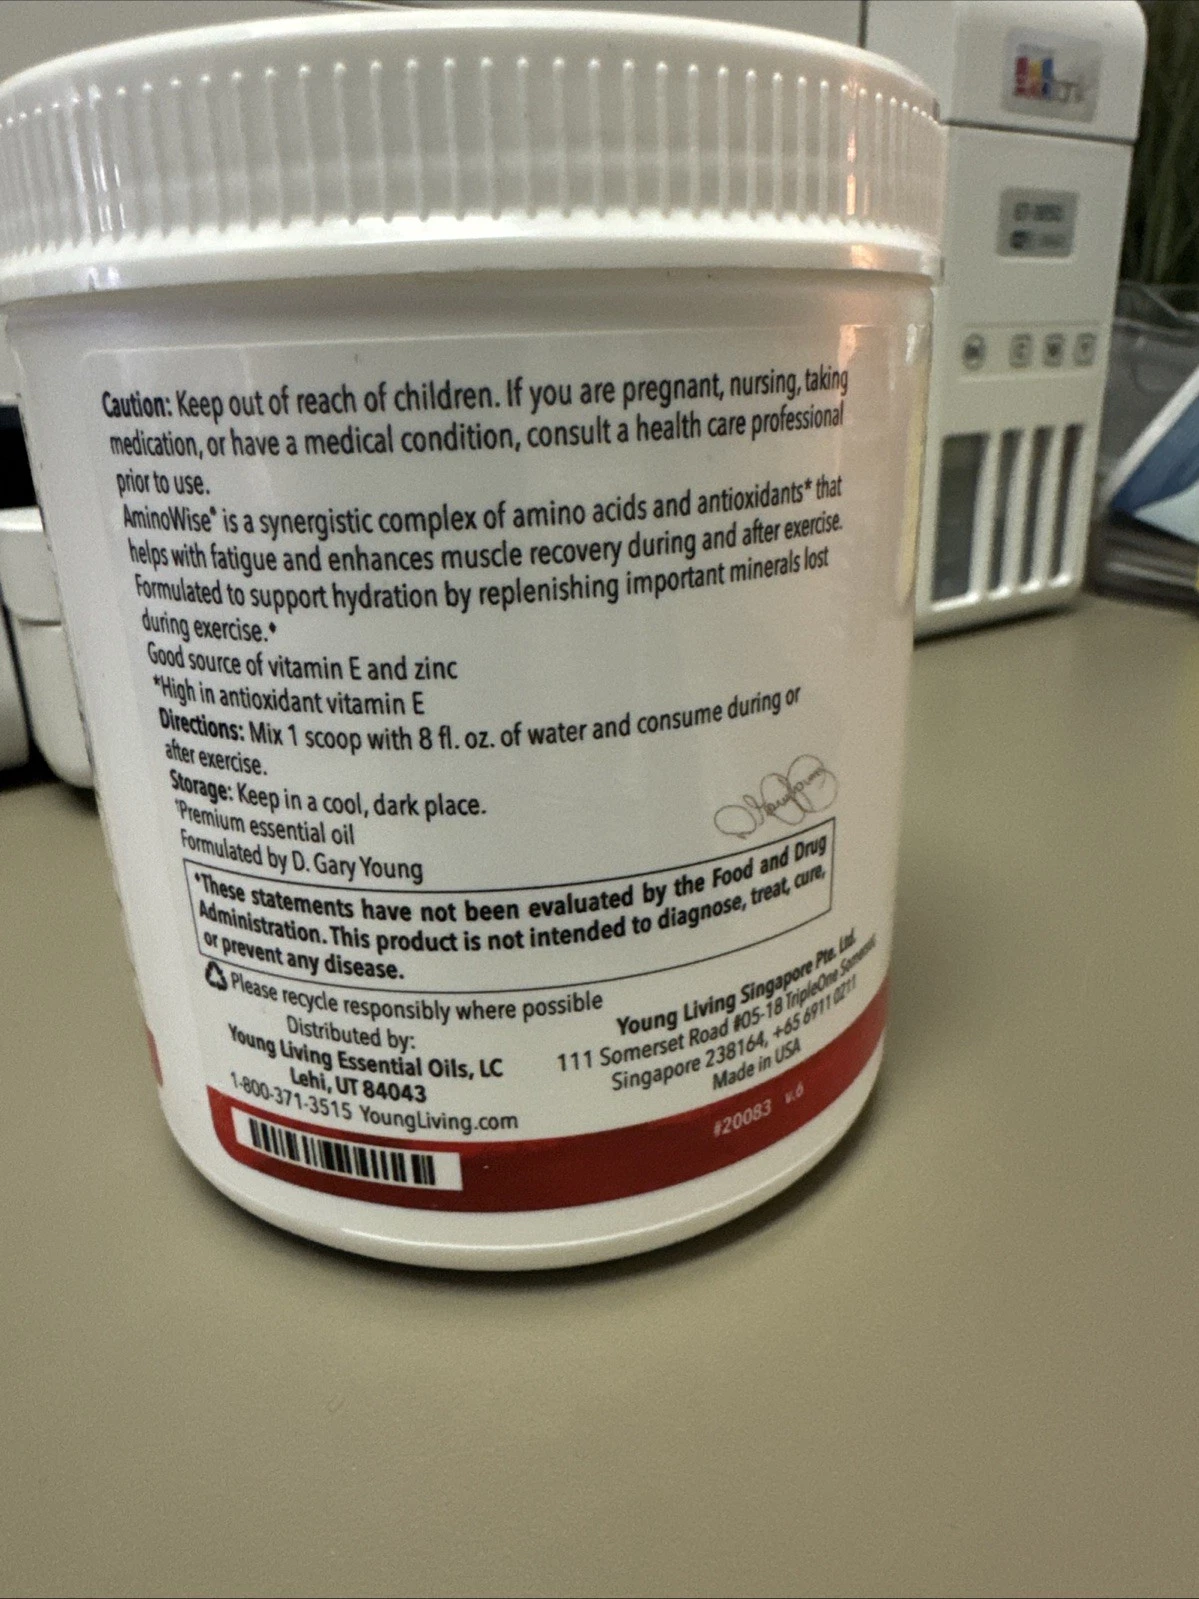 Caution: Keep out of reach of children. If you are pregnant, nursing, taking
medication, or have a medical condition, consult a health care professional
prior to use.
AminoWise® is a synergistic complex of amino acids and antioxidants* that
helps with fatigue and enhances muscle recovery during and after exercise.
Formulated to support hydration by replenishing important minerals lost
during exercise.♦
Good source of vitamin E and zinc
*High in antioxidant vitamin E
Directions: Mix 1 scoop with 8 fl. oz. of water and consume during or
after exercise.
Storage: Keep in a cool, dark place.
†Premium essential oil
Formulated by D. Gary Young
D. Gary Young
♦These statements have not been evaluated by the Food and Drug
Administration. This product is not intended to diagnose, treat, cure,
or prevent any disease.
Please recycle responsibly where possible
Distributed by:
Young Living Essential Oils, LC
Lehi, UT 84043
1-800-371-3515 YoungLiving.com
Young Living Singapore Pte. Ltd.
111 Somerset Road #05-18 TripleOne Somerset,
Singapore 238164, +65 6911 0211
Made in USA
#20083 v.6